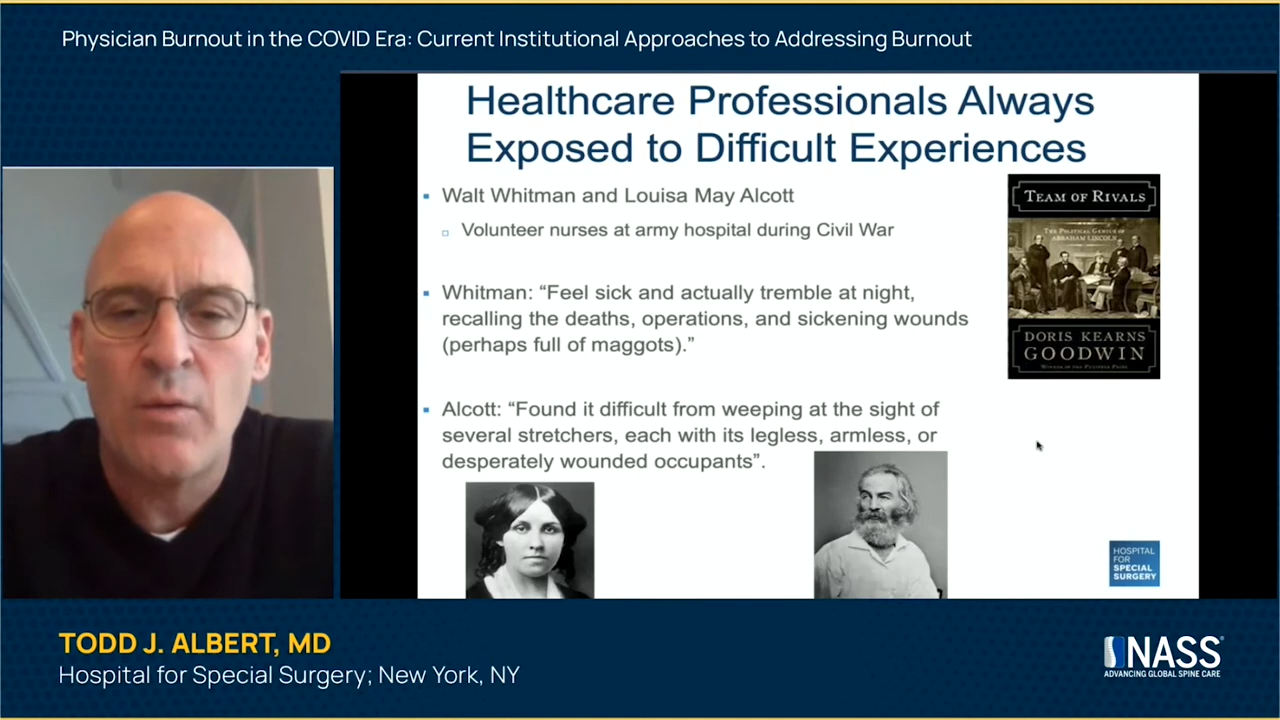 Physician Burnout in the COVID Era: Current Institutional Approaches to Addressing Burnout
Healthcare Professionals Always
Exposed to Difficult Experiences
Walt Whitman and Louisa May Alcott
Volunteer nurses at army hospital during Civil War
Whitman: “Feel sick and actually tremble at night,
recalling the deaths, operations, and sickening wounds
(perhaps full of maggots).”
Alcott: “Found it difficult from weeping at the sight of
several stretchers, each with its legless, armless, or
desperately wounded occupants”.
TEAM OF RIVALS
THE POLITICAL GENIUS OF
ABRAHAM LINCOLN
DORIS KEARNS
GOODWIN
WINNER OF THE PULITZER PRIZE
HOSPITAL
FOR
SPECIAL
SURGERY
TODD J. ALBERT, MD
Hospital for Special Surgery; New York, NY
NASS
ADVANCING GLOBAL SPINE CARE